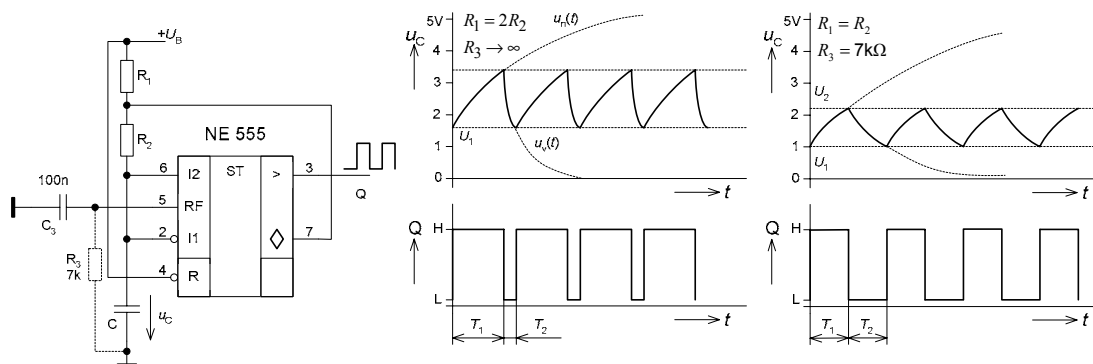 +U_B
R_1
R_2
NE 555
100n
C_3
R_3
7k
C
u_C
6
5
2
4
I2
RF
I1
R
ST
>
3
7
Q
5V
u_C
4
3
2
1
0
R_1 = 2R_2
R_3 → ∞
u_n(t)
U_1
u_v(t)
t
Q
H
L
T_1
T_2
t
5V
u_C
4
3
2
1
0
R_1 = R_2
R_3 = 7kΩ
U_2
U_1
t
Q
H
L
T_1
T_2
t